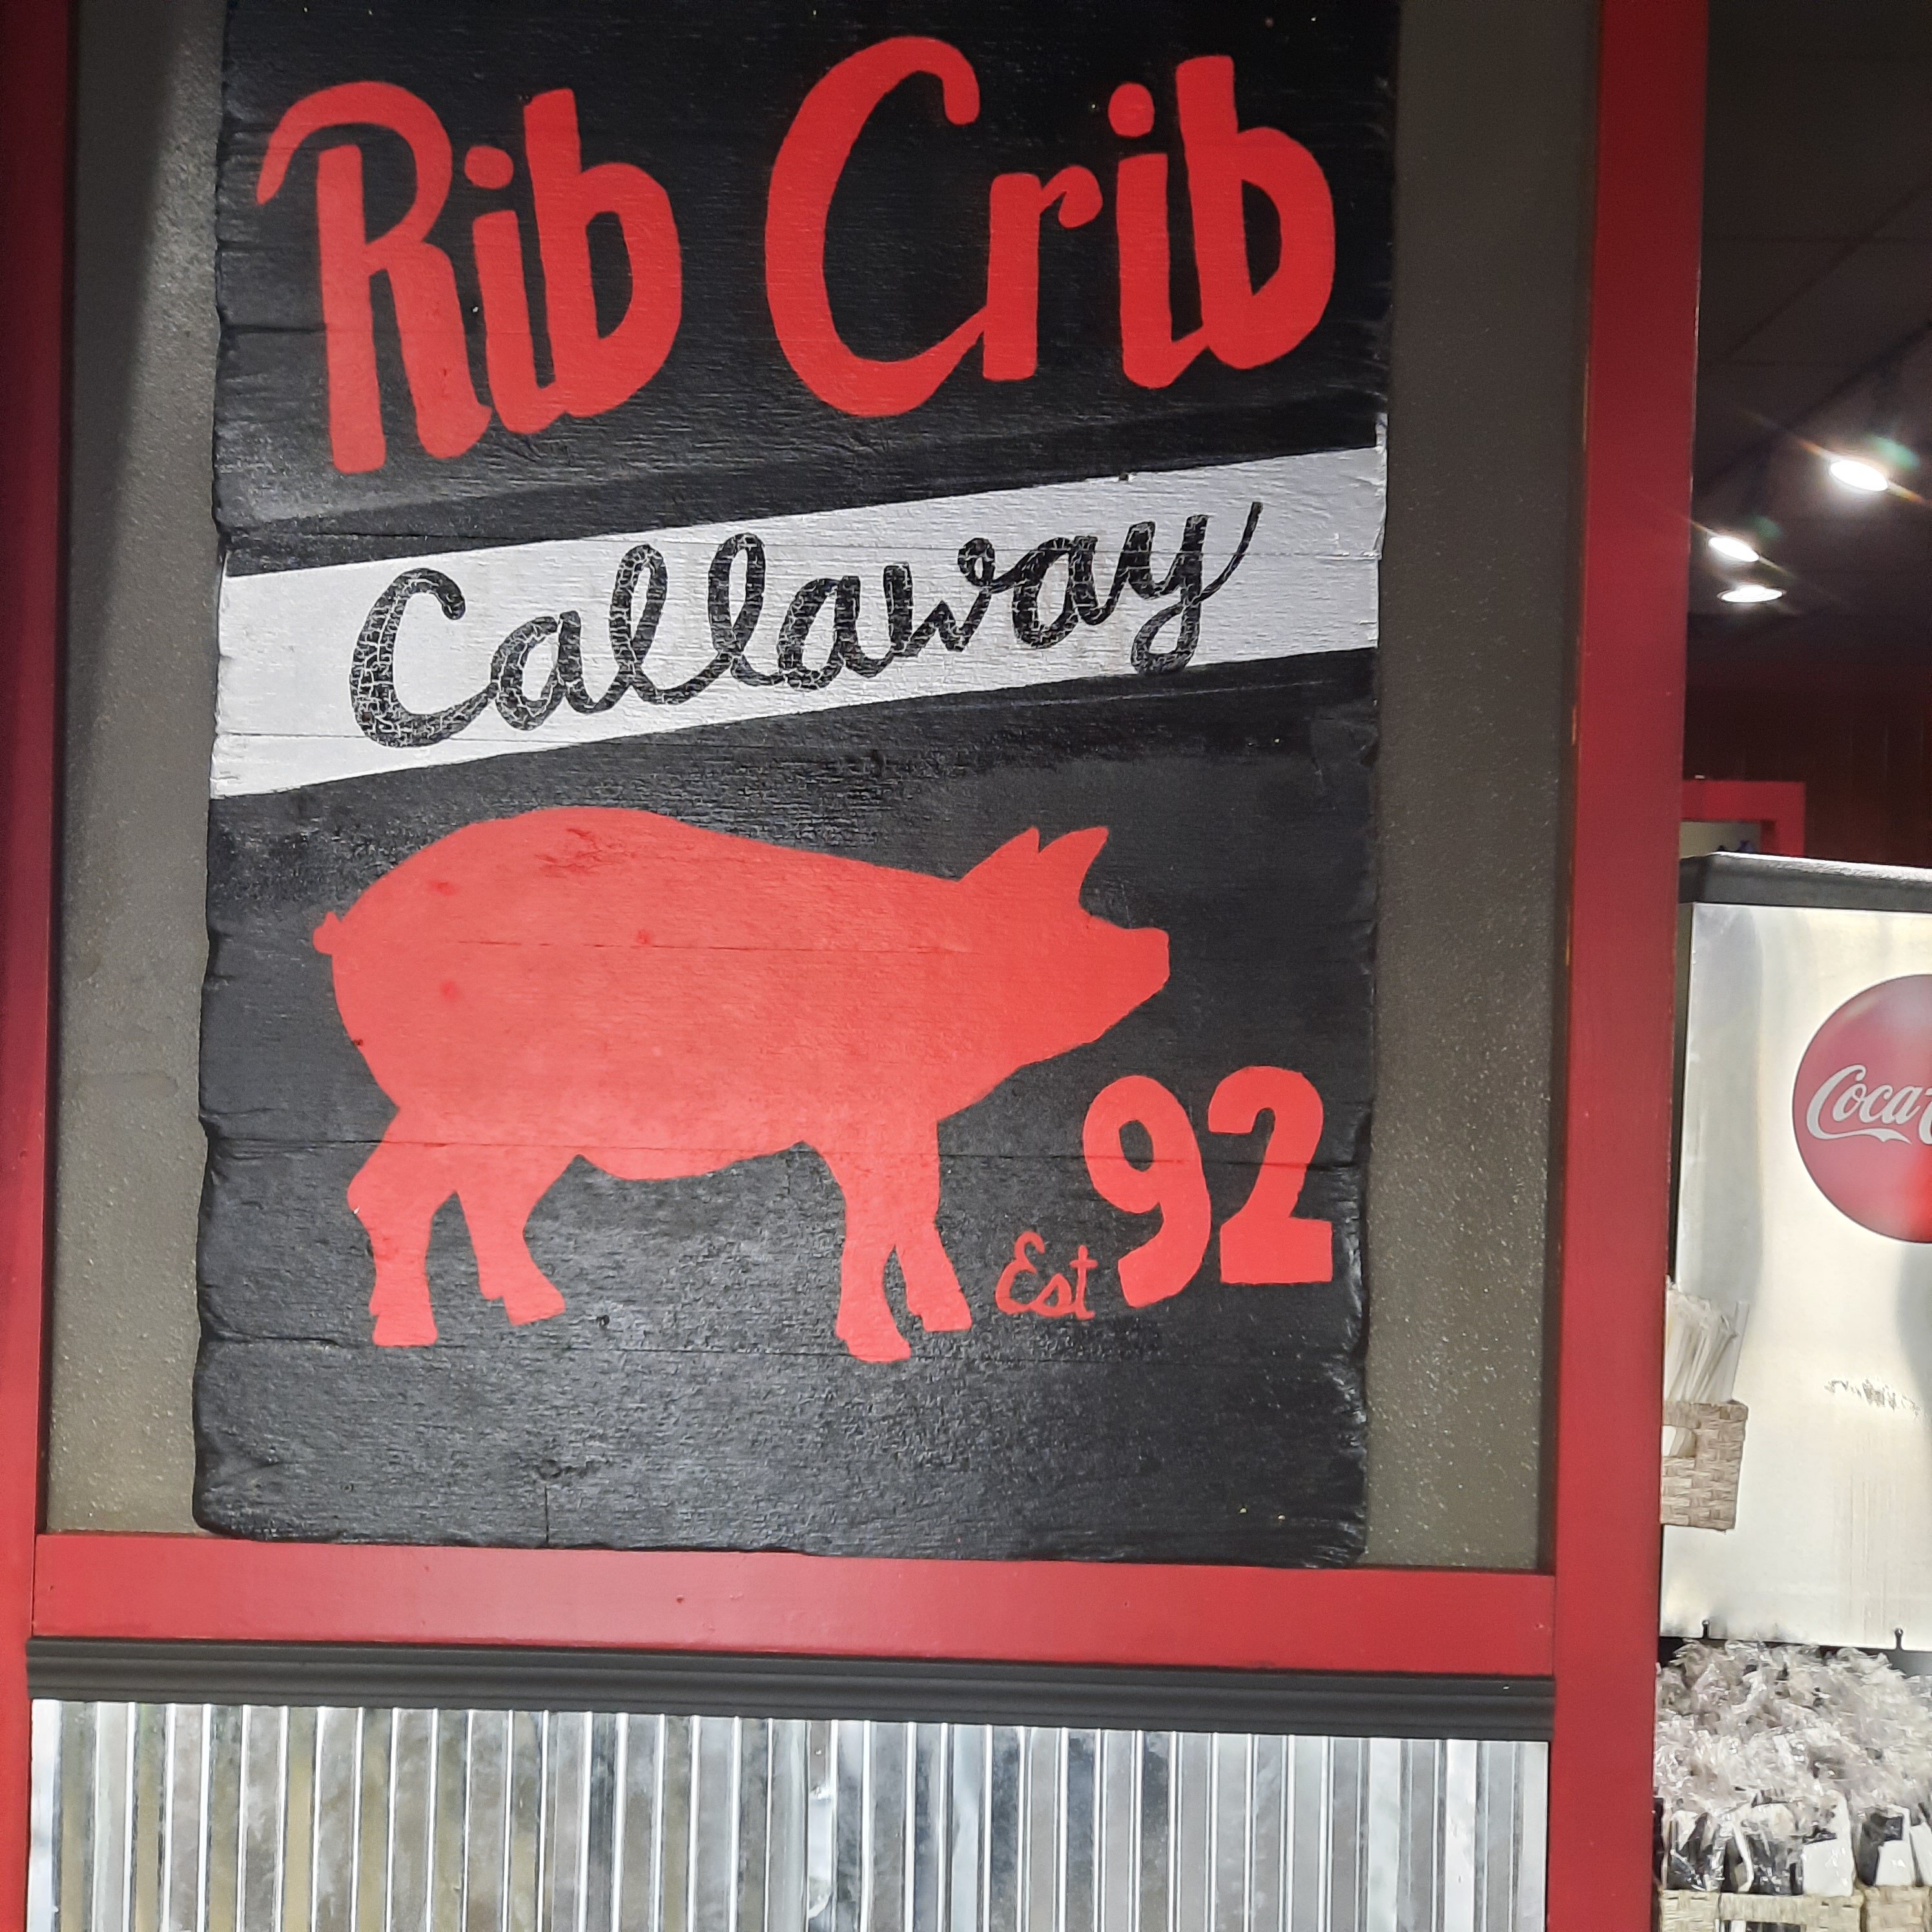 Rib Crib
Callaway
Est 92
Coca